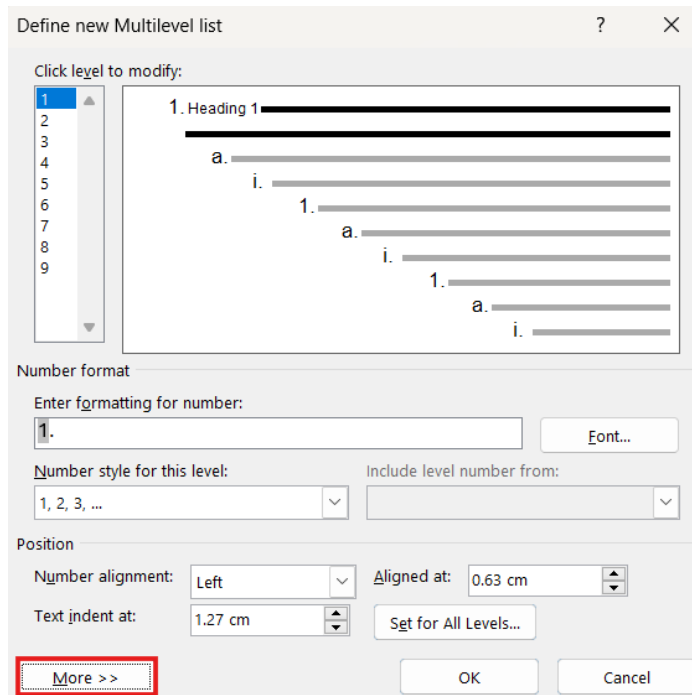 Define new Multilevel list ? ×
Click level to modify:
1
2
3
4
5
6
7
8
9
1. Heading 1
a.
i.
1.
a.
i.
1.
a.
i.
Number format
Enter formatting for number:
1.
Font...
Number style for this level: Include level number from:
1, 2, 3, ...
Position
Number alignment: Left Aligned at: 0.63 cm
Text indent at: 1.27 cm Set for All Levels...
More >> OK Cancel